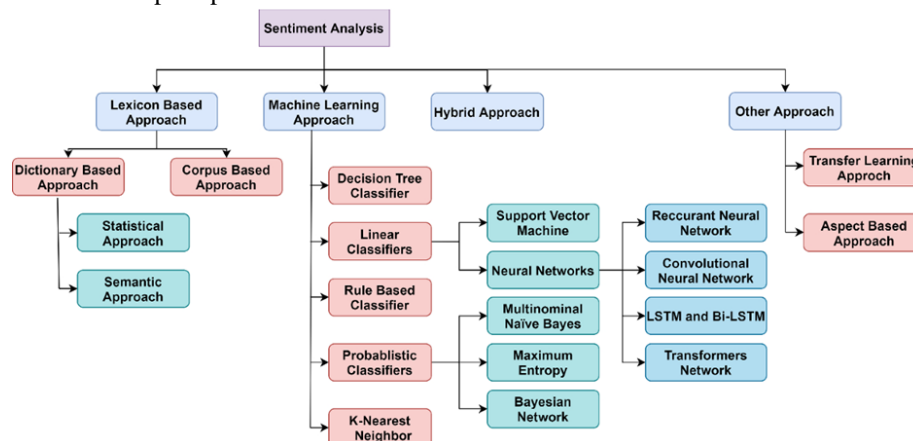 Sentiment Analysis
Lexicon Based
Approach
Machine Learning
Approach
Hybrid Approach
Other Approach
Dictionary Based
Approach
Corpus Based
Approach
Statistical
Approach
Semantic
Approach
Decision Tree
Classifier
Linear
Classifiers
Rule Based
Classifier
Probablistic
Classifiers
K-Nearest
Neighbor
Support Vector
Machine
Neural Networks
Multinominal
Naïve Bayes
Maximum
Entropy
Bayesian
Network
Reccurant Neural
Network
Convolutional
Neural Network
LSTM and Bi-LSTM
Transformers
Network
Transfer Learning
Approch
Aspect Based
Approach